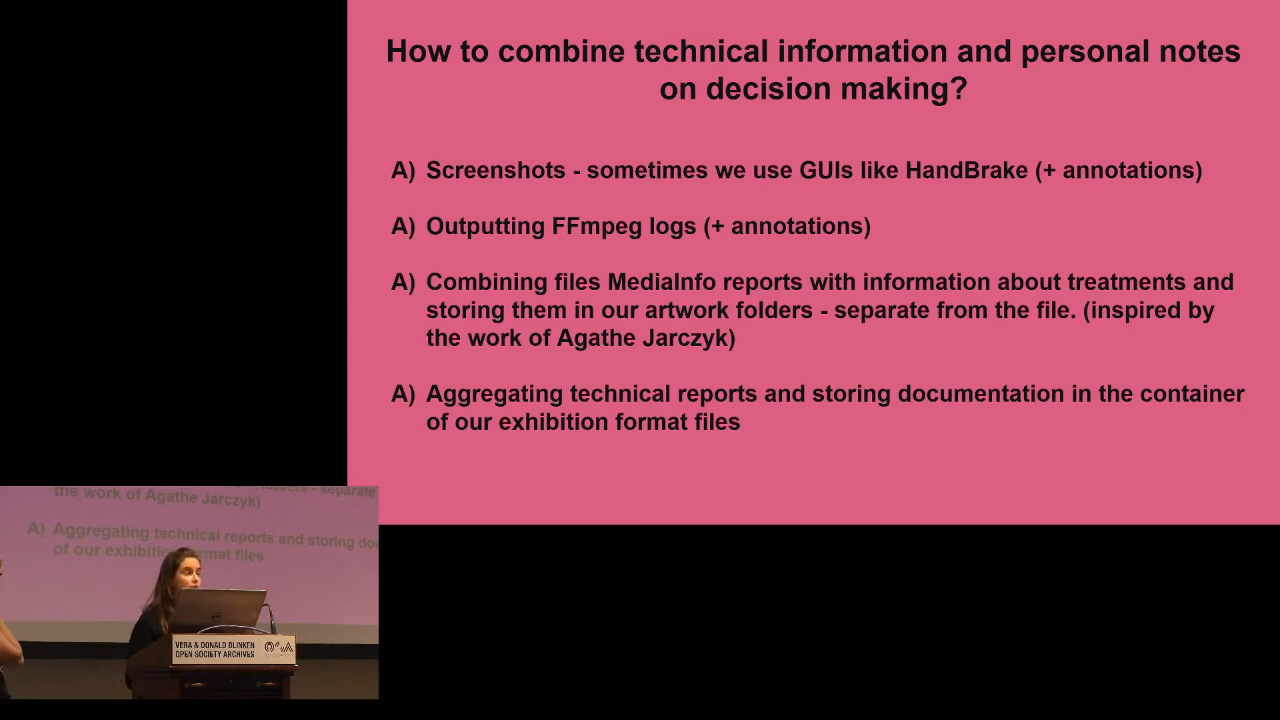 How to combine technical information and personal notes
on decision making?
A) Screenshots - sometimes we use GUIs like HandBrake (+ annotations)
A) Outputting FFmpeg logs (+ annotations)
A) Combining files MediaInfo reports with information about treatments and
storing them in our artwork folders - separate from the file. (inspired by
the work of Agathe Jarczyk)
A) Aggregating technical reports and storing documentation in the container
of our exhibition format files
folders - separate
the work of Agathe Jarczyk)
A) Aggregating technical reports and storing
of our exhibition format files
VERA & DONALD BLINKEN
OPEN SOCIETY ARCHIVES